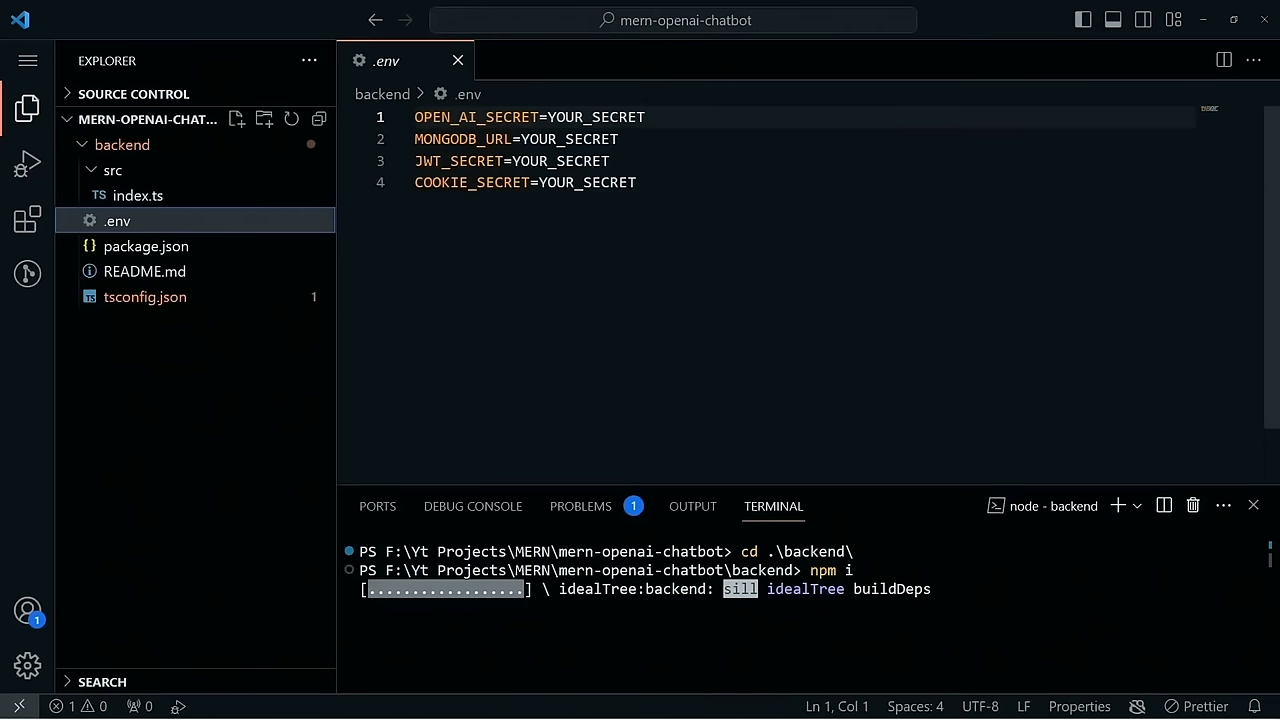 mern-openai-chatbot
EXPLORER
SOURCE CONTROL
MERN-OPENAI-CHAT...
backend
src
TS index.ts
.env
{} package.json
README.md
TS tsconfig.json 1
SEARCH
.env
backend > .env
1 OPEN_AI_SECRET=YOUR_SECRET
2 MONGODB_URL=YOUR_SECRET
3 JWT_SECRET=YOUR_SECRET
4 COOKIE_SECRET=YOUR_SECRET
PORTS DEBUG CONSOLE PROBLEMS 1 OUTPUT TERMINAL node - backend
PS F:\Yt Projects\MERN\mern-openai-chatbot> cd .\backend\
PS F:\Yt Projects\MERN\mern-openai-chatbot\backend> npm i
[..................] \ idealTree:backend: sill idealTree buildDeps
1
1 0 0 Ln 1, Col 1 Spaces: 4 UTF-8 LF Properties Prettier